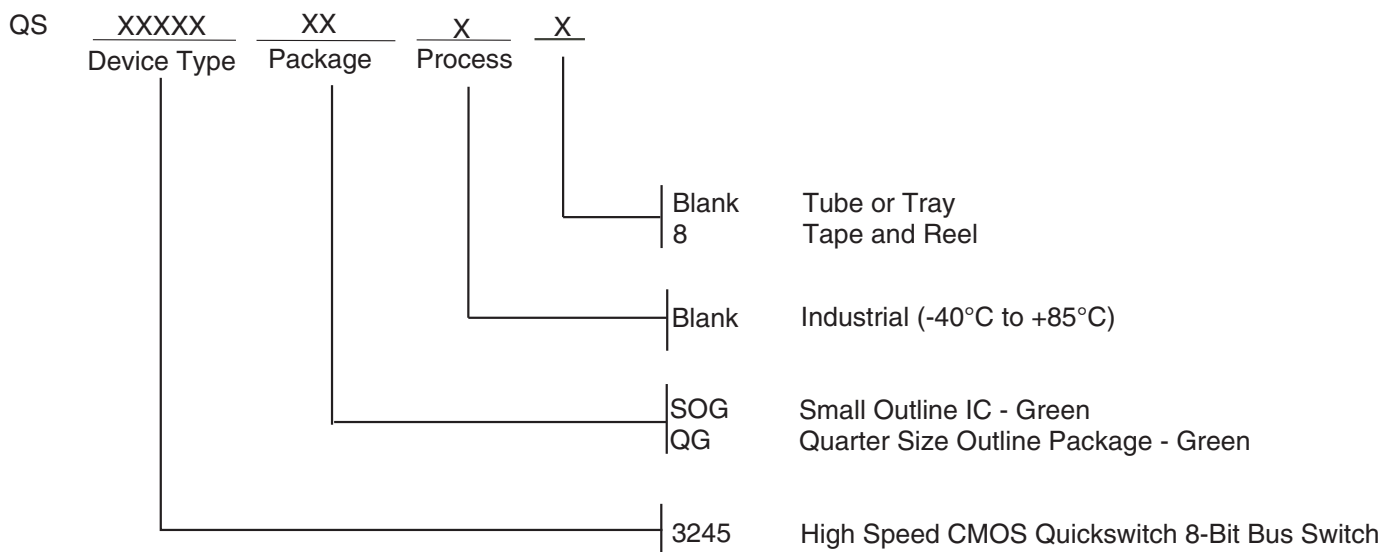 QS XXXXX XX X X
Device Type Package Process
Blank Tube or Tray
8 Tape and Reel
Blank Industrial (-40°C to +85°C)
SOG Small Outline IC - Green
QG Quarter Size Outline Package - Green
3245 High Speed CMOS Quickswitch 8-Bit Bus Switch